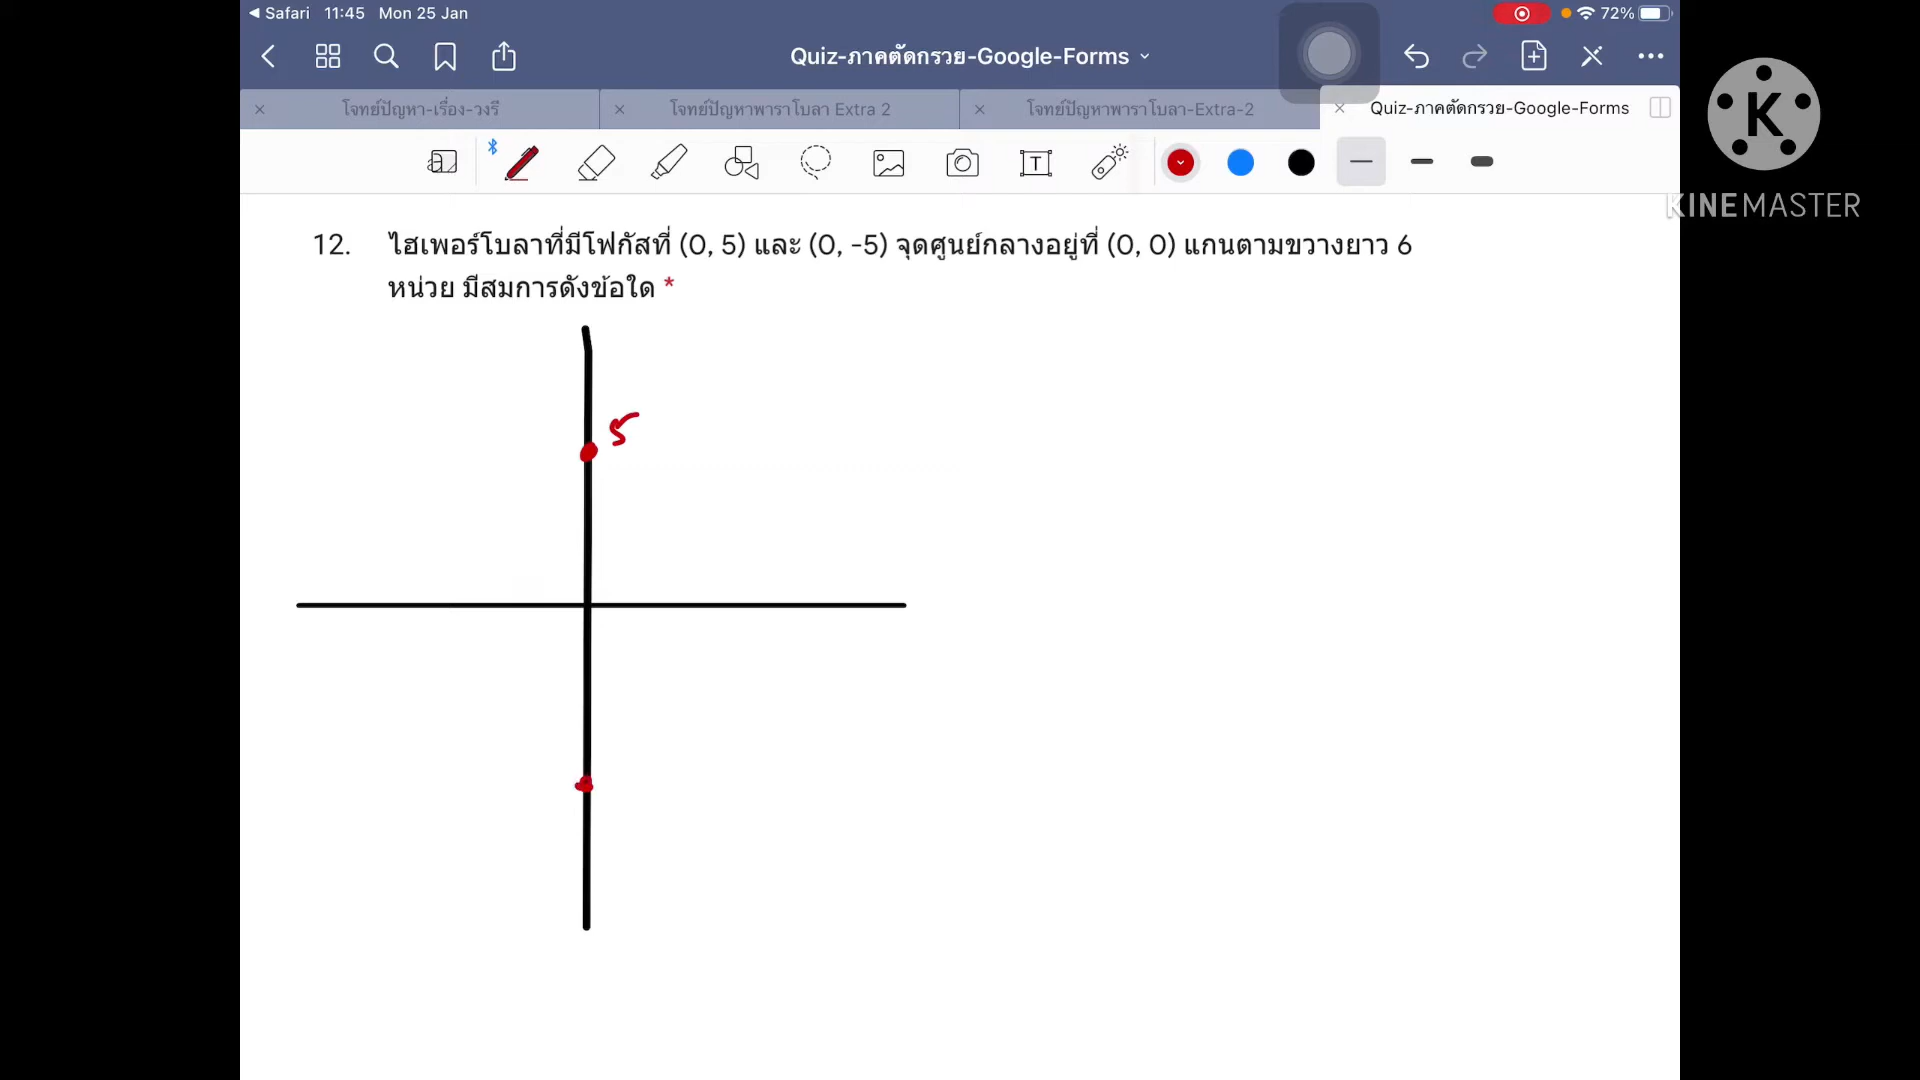 Safari 11:45 Mon 25 Jan 72%
Quiz-ภาคตัดกรวย-Google-Forms
โจทย์ปัญหา-เรื่อง-วงรี
โจทย์ปัญหาพาราโบลา Extra 2
โจทย์ปัญหาพาราโบลา-Extra-2
Quiz-ภาคตัดกรวย-Google-Forms
K
KINEMASTER
12. ไฮเพอร์โบลาที่มีโฟกัสที่ (0, 5) และ (0, -5) จุดศูนย์กลางอยู่ที่ (0, 0) แกนตามขวางยาว 6
หน่วย มีสมการดังข้อใด *
5